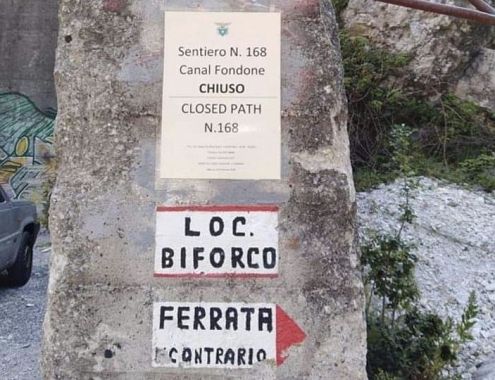 Sentiero N. 168
Canal Fondone
CHIUSO
CLOSED PATH
N.168
LOC.
BIFORCO
FERRATA
CONTRARIO